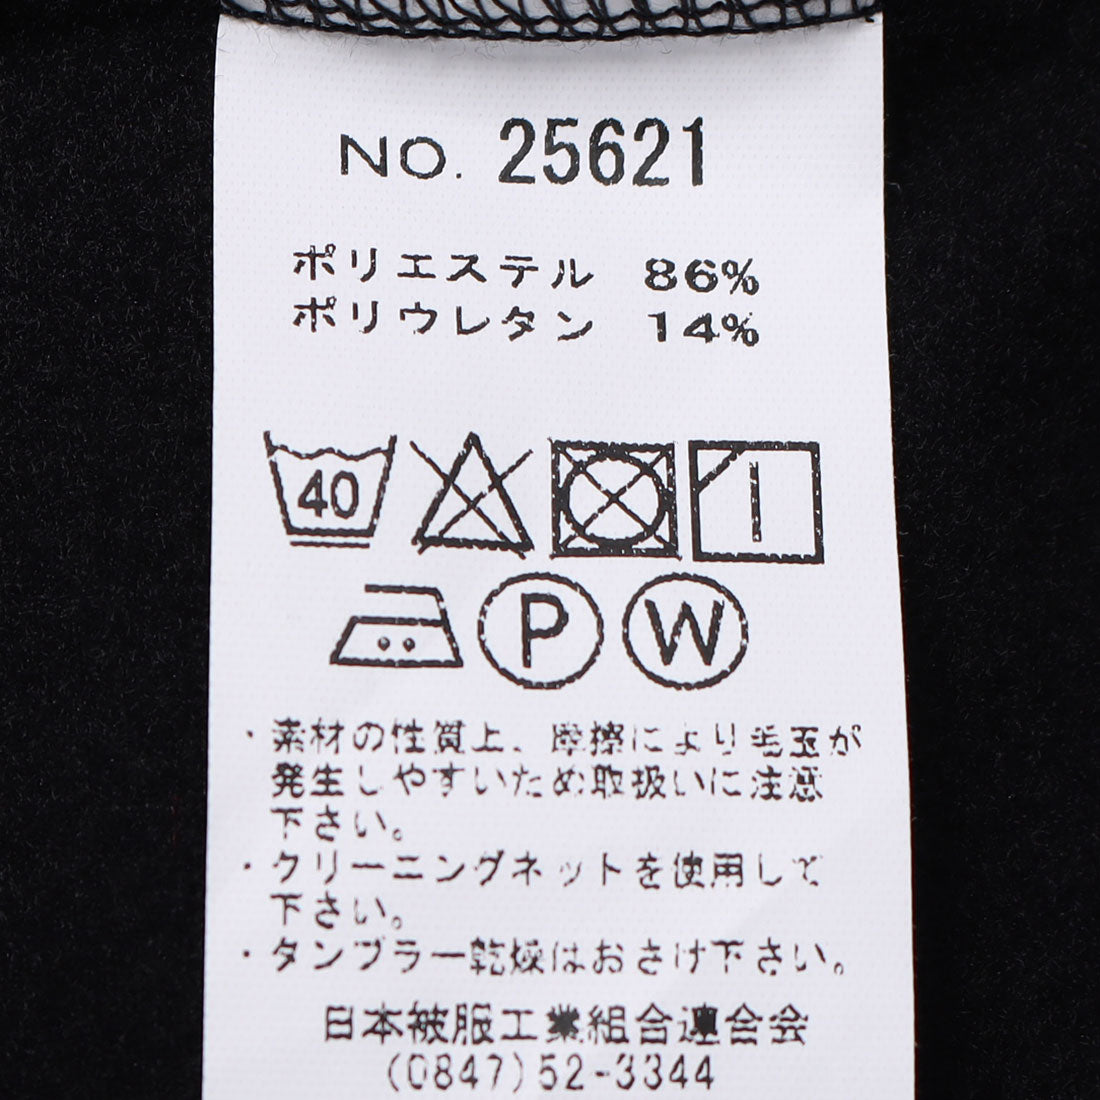 NO. 25621
ポリエステル 86%
ポリウレタン 14%
40
P W
・素材の性質上、摩擦により毛玉が
発生しやすいため取扱いに注意
下さい。
・クリーニングネットを使用して
下さい。
・タンブラー乾燥はおさけ下さい。
日本被服工業組合連合会
(0847)52-3344